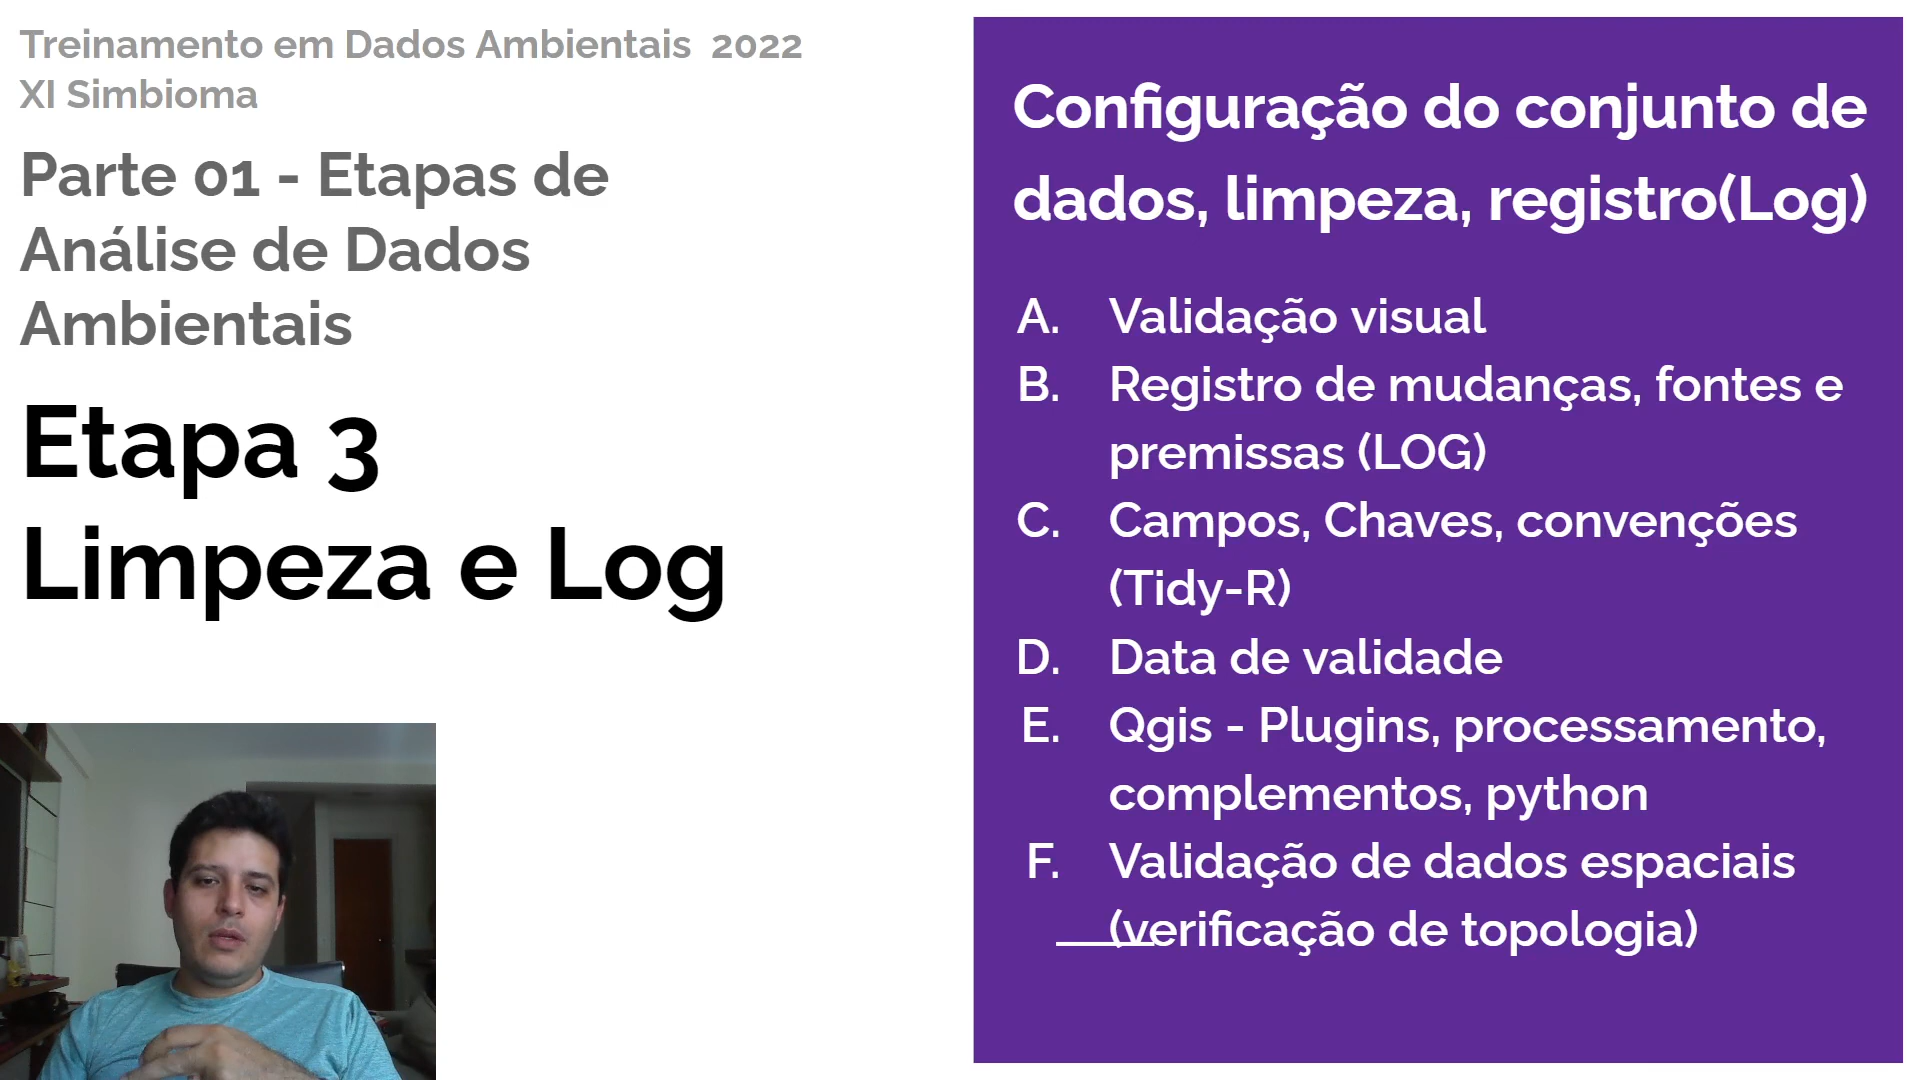 Treinamento em Dados Ambientais 2022
XI Simbioma
Parte 01 - Etapas de
Análise de Dados
Ambientais
Etapa 3
Limpeza e Log
Configuração do conjunto de
dados, limpeza, registro(Log)
A. Validação visual
B. Registro de mudanças, fontes e
premissas (LOG)
C. Campos, Chaves, convenções
(Tidy-R)
D. Data de validade
E. Qgis - Plugins, processamento,
complementos, python
F. Validação de dados espaciais
(verificação de topologia)